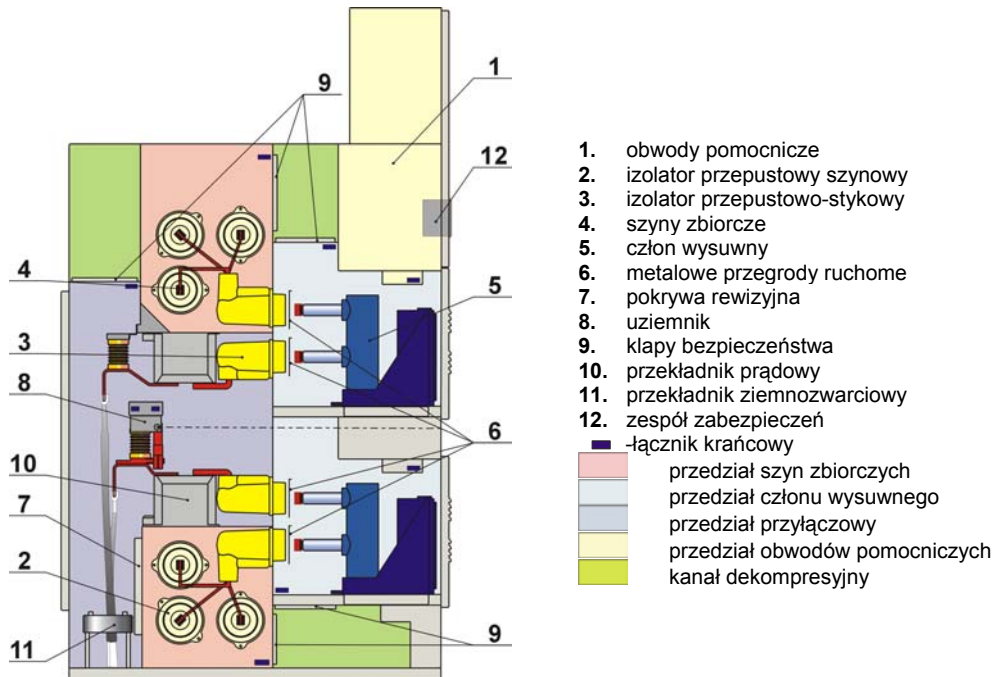 1
9
12
4
3
8
10
7
2
11
5
6
9
1. obwody pomocnicze
2. izolator przepustowy szynowy
3. izolator przepustowo-stykowy
4. szyny zbiorcze
5. człon wysuwny
6. metalowe przegrody ruchome
7. pokrywa rewizyjna
8. uziemnik
9. klapy bezpieczeństwa
10. przekładnik prądowy
11. przekładnik ziemnozwarciowy
12. zespół zabezpieczeń
-łącznik krańcowy
przedział szyn zbiorczych
przedział członu wysuwnego
przedział przyłączowy
przedział obwodów pomocniczych
kanał dekompresyjny